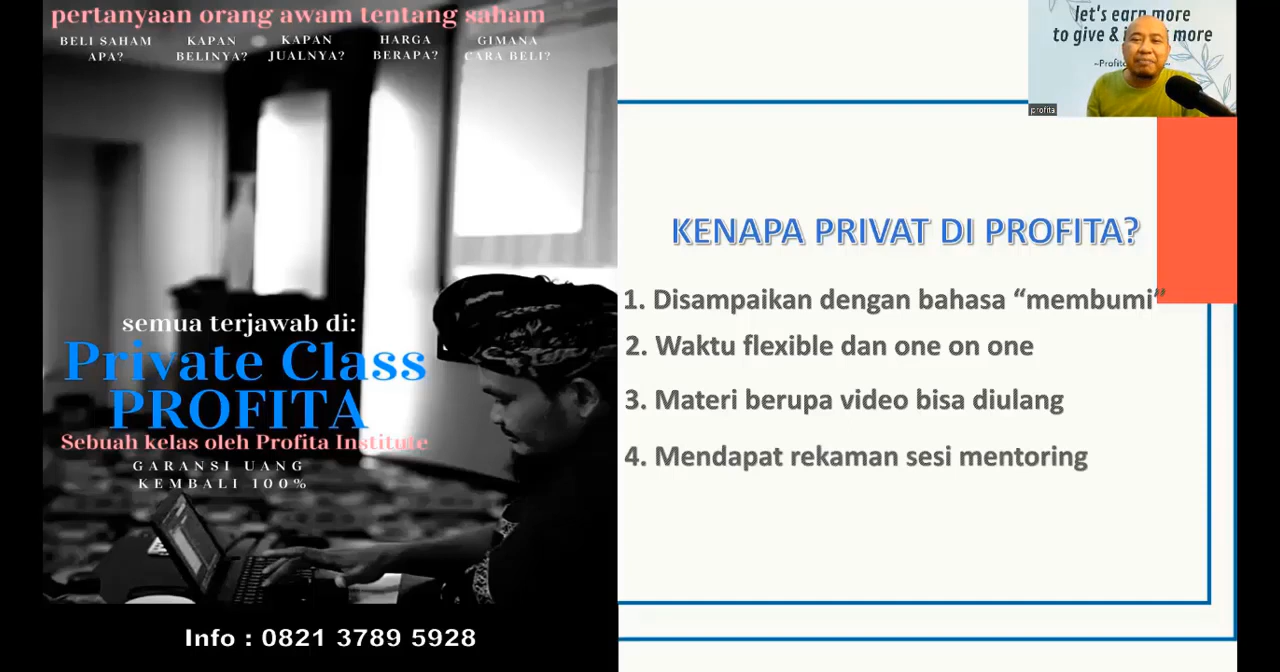 pertanyaan orang awam tentang saham
BELI SAHAM APA?
KAPAN BELINYA?
KAPAN JUALNYA?
HARGA BERAPA?
GIMANA CARA BELI?
semua terjawab di:
Private Class
PROFITA
Sebuah kelas oleh Profita Institute
GARANSI UANG
KEMBALI 100%
Info : 0821 3789 5928
let's earn more
to give & more
~Profita
profita
KENAPA PRIVAT DI PROFITA?
1. Disampaikan dengan bahasa “membumi”
2. Waktu flexible dan one on one
3. Materi berupa video bisa diulang
4. Mendapat rekaman sesi mentoring